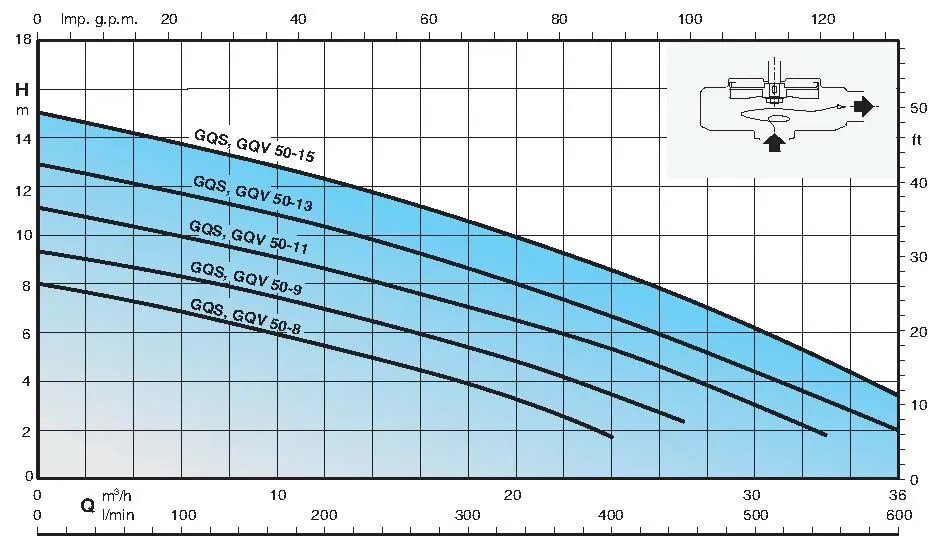 0 Imp. g.p.m. 20 40 60 80 100 120
18
H
m
50
14
ft
GQS, GQV 50-15
12
40
GQS, GQV 50-13
10
GQS, GQV 50-11
30
8
GQS, GQV 50-9
GQS, GQV 50-8
6
20
4
10
2
0
0
0 10 20 30 36
Q m³/h
0 l/min 100 200 300 400 500 600